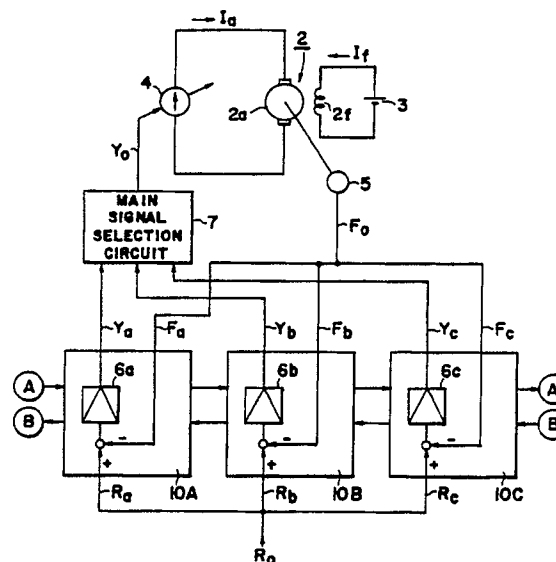 Ia
2
If
4
2a
2f
3
Yo
5
MAIN
SIGNAL
SELECTION
CIRCUIT
7
Fo
Ya
Fa
Yb
Fb
Yc
Fc
A
6a
6b
6c
A
B
-
-
-
B
+
+
+
Ra
10A
Rb
10B
Rc
10C
Ro